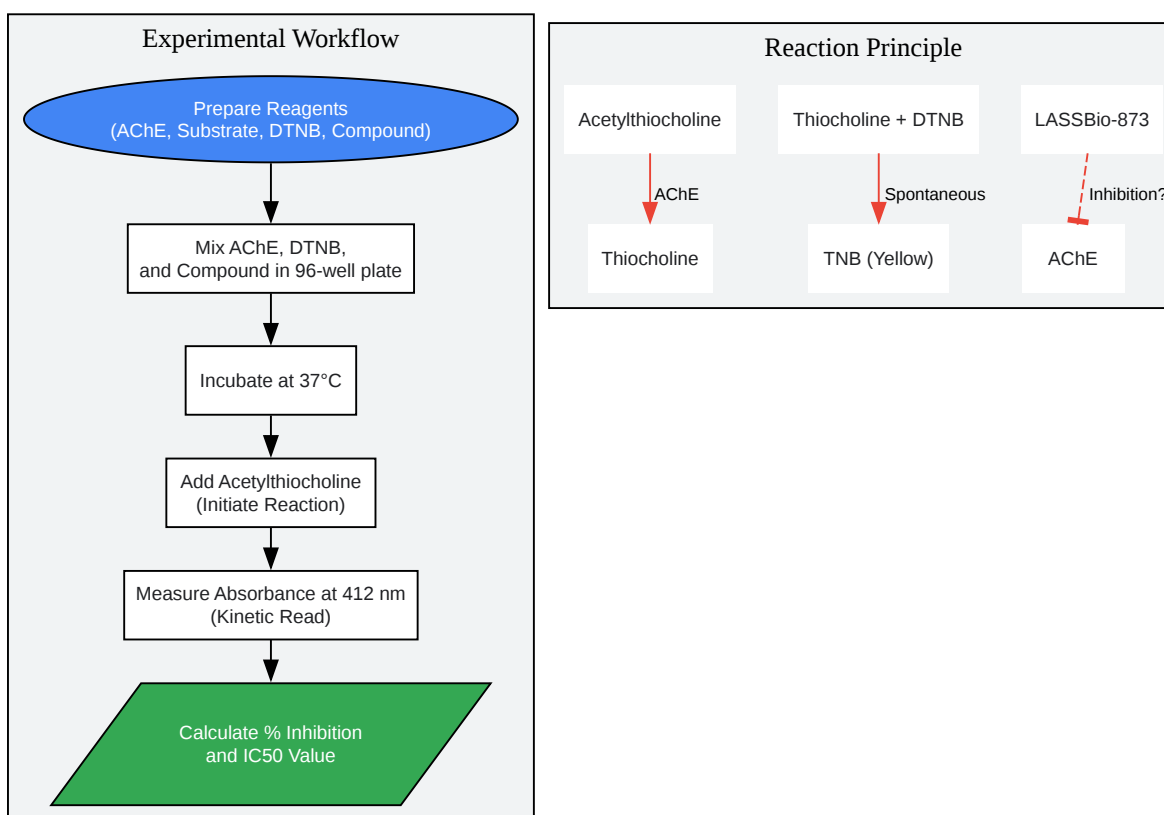 Experimental Workflow
Prepare Reagents
(AChE, Substrate, DTNB, Compound)
Mix AChE, DTNB,
and Compound in 96-well plate
Incubate at 37°C
Add Acetylthiocholine
(Initiate Reaction)
Measure Absorbance at 412 nm
(Kinetic Read)
Calculate % Inhibition
and IC50 Value
Reaction Principle
Acetylthiocholine
AChE
Thiocholine
Thiocholine + DTNB
Spontaneous
TNB (Yellow)
LASSBio-873
Inhibition?
AChE